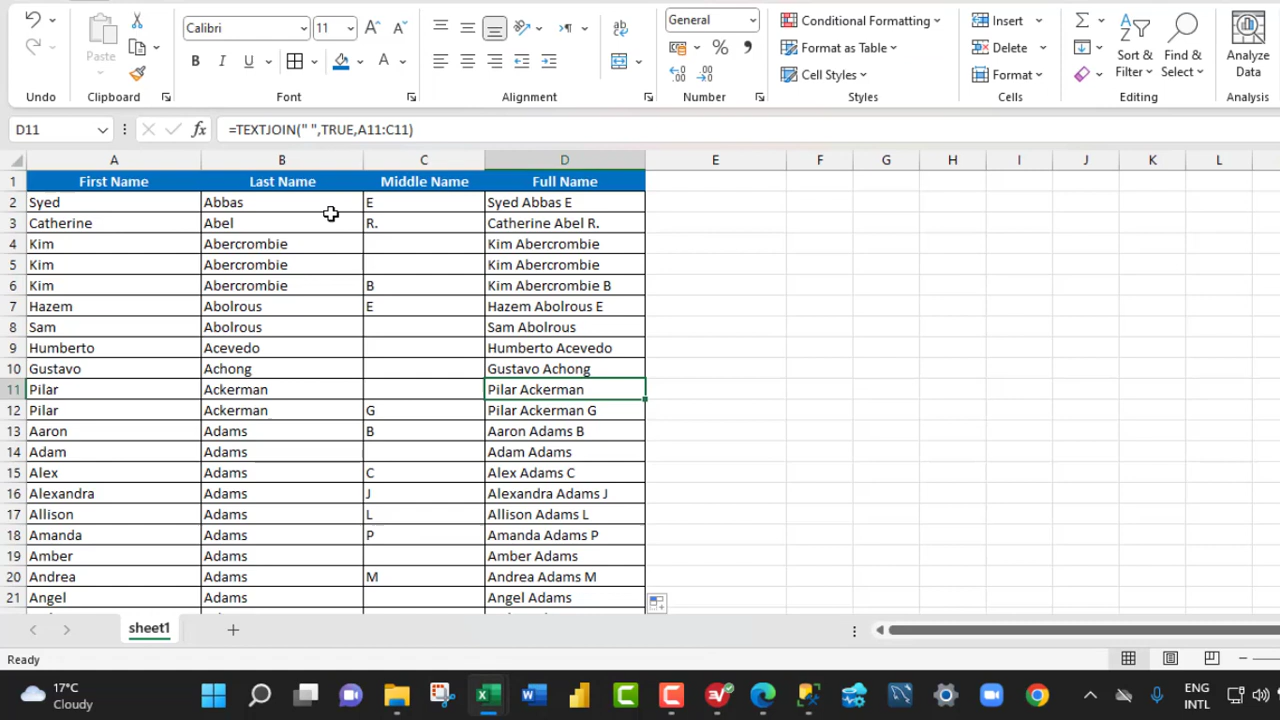 Calibri 11 General Conditional Formatting Insert
Paste B I U A % Format as Table Delete Sort & Filter Find & Select Analyze Data
Cell Styles Format
Undo Clipboard Font Alignment Number Styles Cells Editing Analysis
D11 fx =TEXTJOIN(" ",TRUE,A11:C11)
A B C D E F G H I J K L
1 First Name Last Name Middle Name Full Name
2 Syed Abbas E Syed Abbas E
3 Catherine Abel R. Catherine Abel R.
4 Kim Abercrombie Kim Abercrombie
5 Kim Abercrombie Kim Abercrombie
6 Kim Abercrombie B Kim Abercrombie B
7 Hazem Abolrous E Hazem Abolrous E
8 Sam Abolrous Sam Abolrous
9 Humberto Acevedo Humberto Acevedo
10 Gustavo Achong Gustavo Achong
11 Pilar Ackerman Pilar Ackerman
12 Pilar Ackerman G Pilar Ackerman G
13 Aaron Adams B Aaron Adams B
14 Adam Adams Adam Adams
15 Alex Adams C Alex Adams C
16 Alexandra Adams J Alexandra Adams J
17 Allison Adams L Allison Adams L
18 Amanda Adams P Amanda Adams P
19 Amber Adams Amber Adams
20 Andrea Adams M Andrea Adams M
21 Angel Adams Angel Adams
sheet1
Ready
17°C ENG
Cloudy INTL